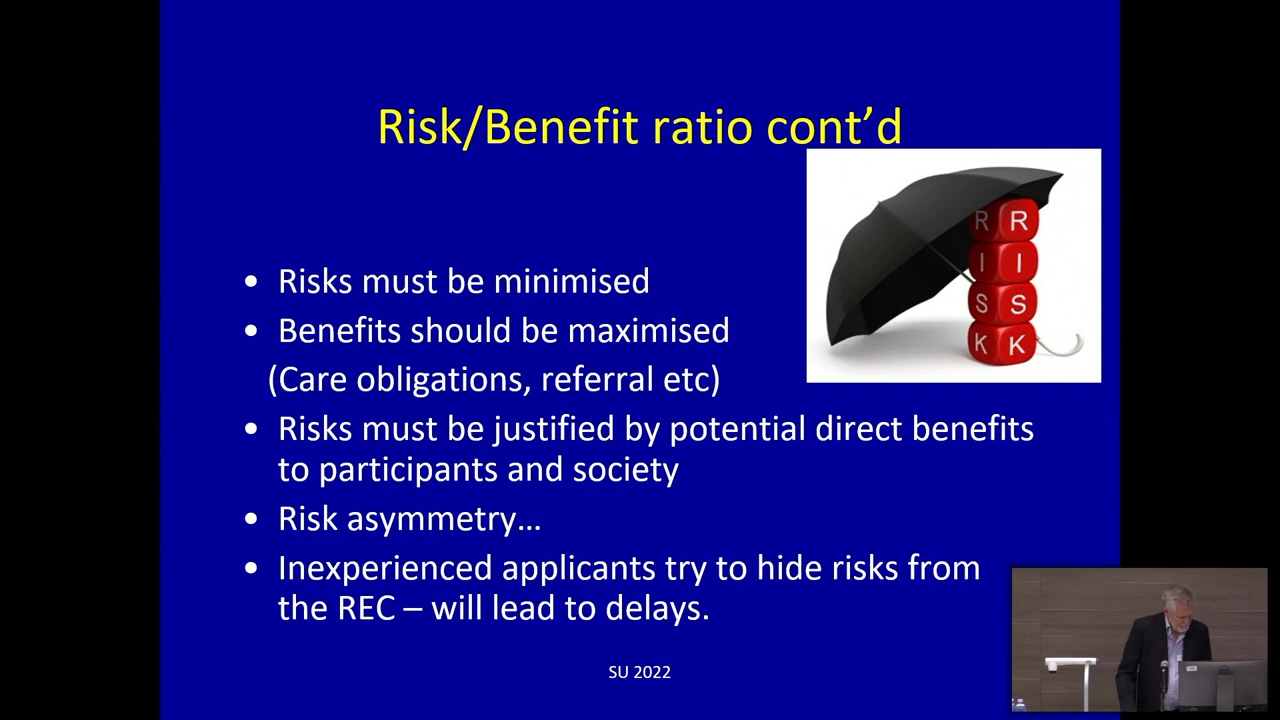 Risk/Benefit ratio cont’d
R R
I I
S S
K K
• Risks must be minimised
• Benefits should be maximised
(Care obligations, referral etc)
• Risks must be justified by potential direct benefits
to participants and society
• Risk asymmetry…
• Inexperienced applicants try to hide risks from
the REC – will lead to delays.
SU 2022